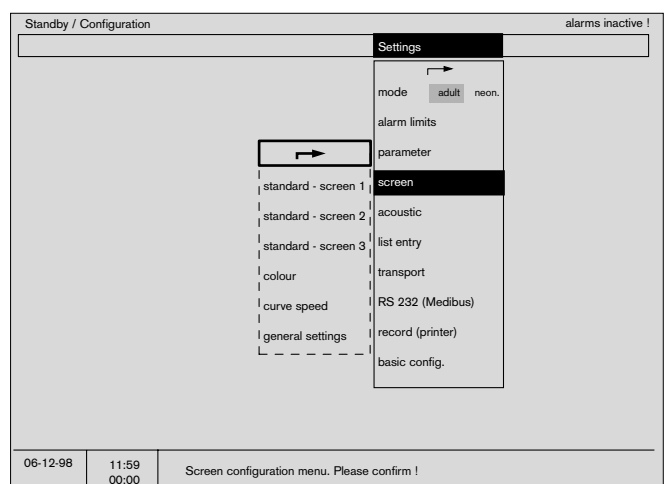 Standby / Configuration
alarms inactive !
Settings
mode adult neon.
alarm limits
parameter
screen
acoustic
list entry
transport
RS 232 (Medibus)
record (printer)
basic config.
standard - screen 1
standard - screen 2
standard - screen 3
colour
curve speed
general settings
06-12-98
11:59
00:00
Screen configuration menu. Please confirm !